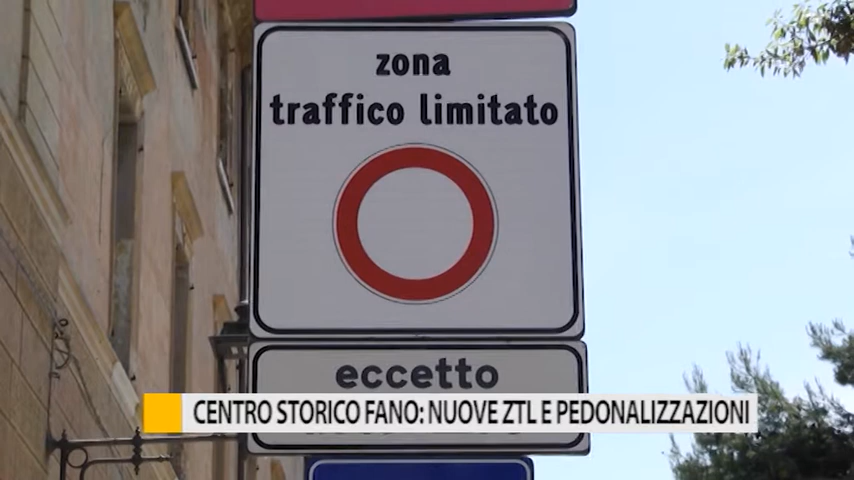 zona
traffico limitato
eccetto
CENTRO STORICO FANO: NUOVE ZTL E PEDONALIZZAZIONI